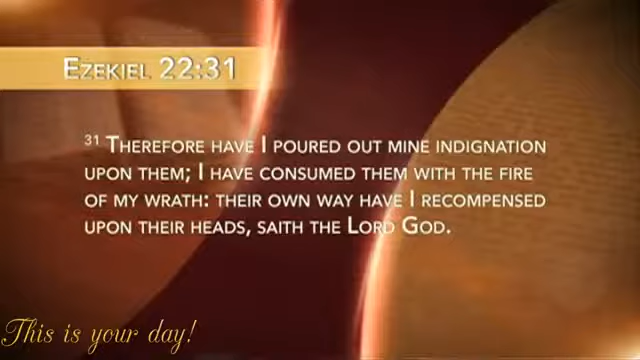 Ezekiel 22:31
31 Therefore have I poured out mine indignation
upon them; I have consumed them with the fire
of my wrath: their own way have I recompensed
upon their heads, saith the Lord God.
This is your day!